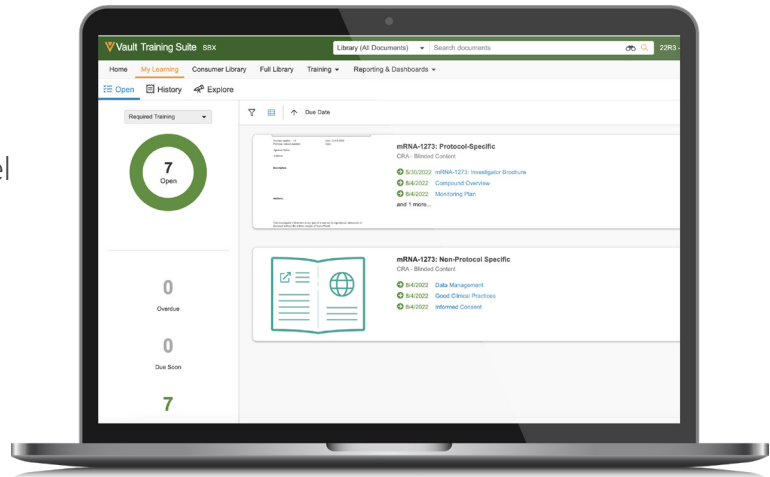 Vault Training Suite SBX
Library (All Documents)
Search documents
22R3 -
Home
My Learning
Consumer Library
Full Library
Training
Reporting & Dashboards
Open
History
Explore
Required Training
Due Date
7
Open
0
Overdue
0
Due Soon
7
mRNA-1273: Protocol-Specific
CRA - Blinded Content
8/30/2022 mRNA-1273: Investigator Brochure
8/4/2022 Compound Overview
8/4/2022 Monitoring Plan
and 1 more...
mRNA-1273: Non-Protocol Specific
CRA - Blinded Content
8/4/2022 Data Management
8/4/2022 Good Clinical Practices
8/4/2022 Informed Consent
el